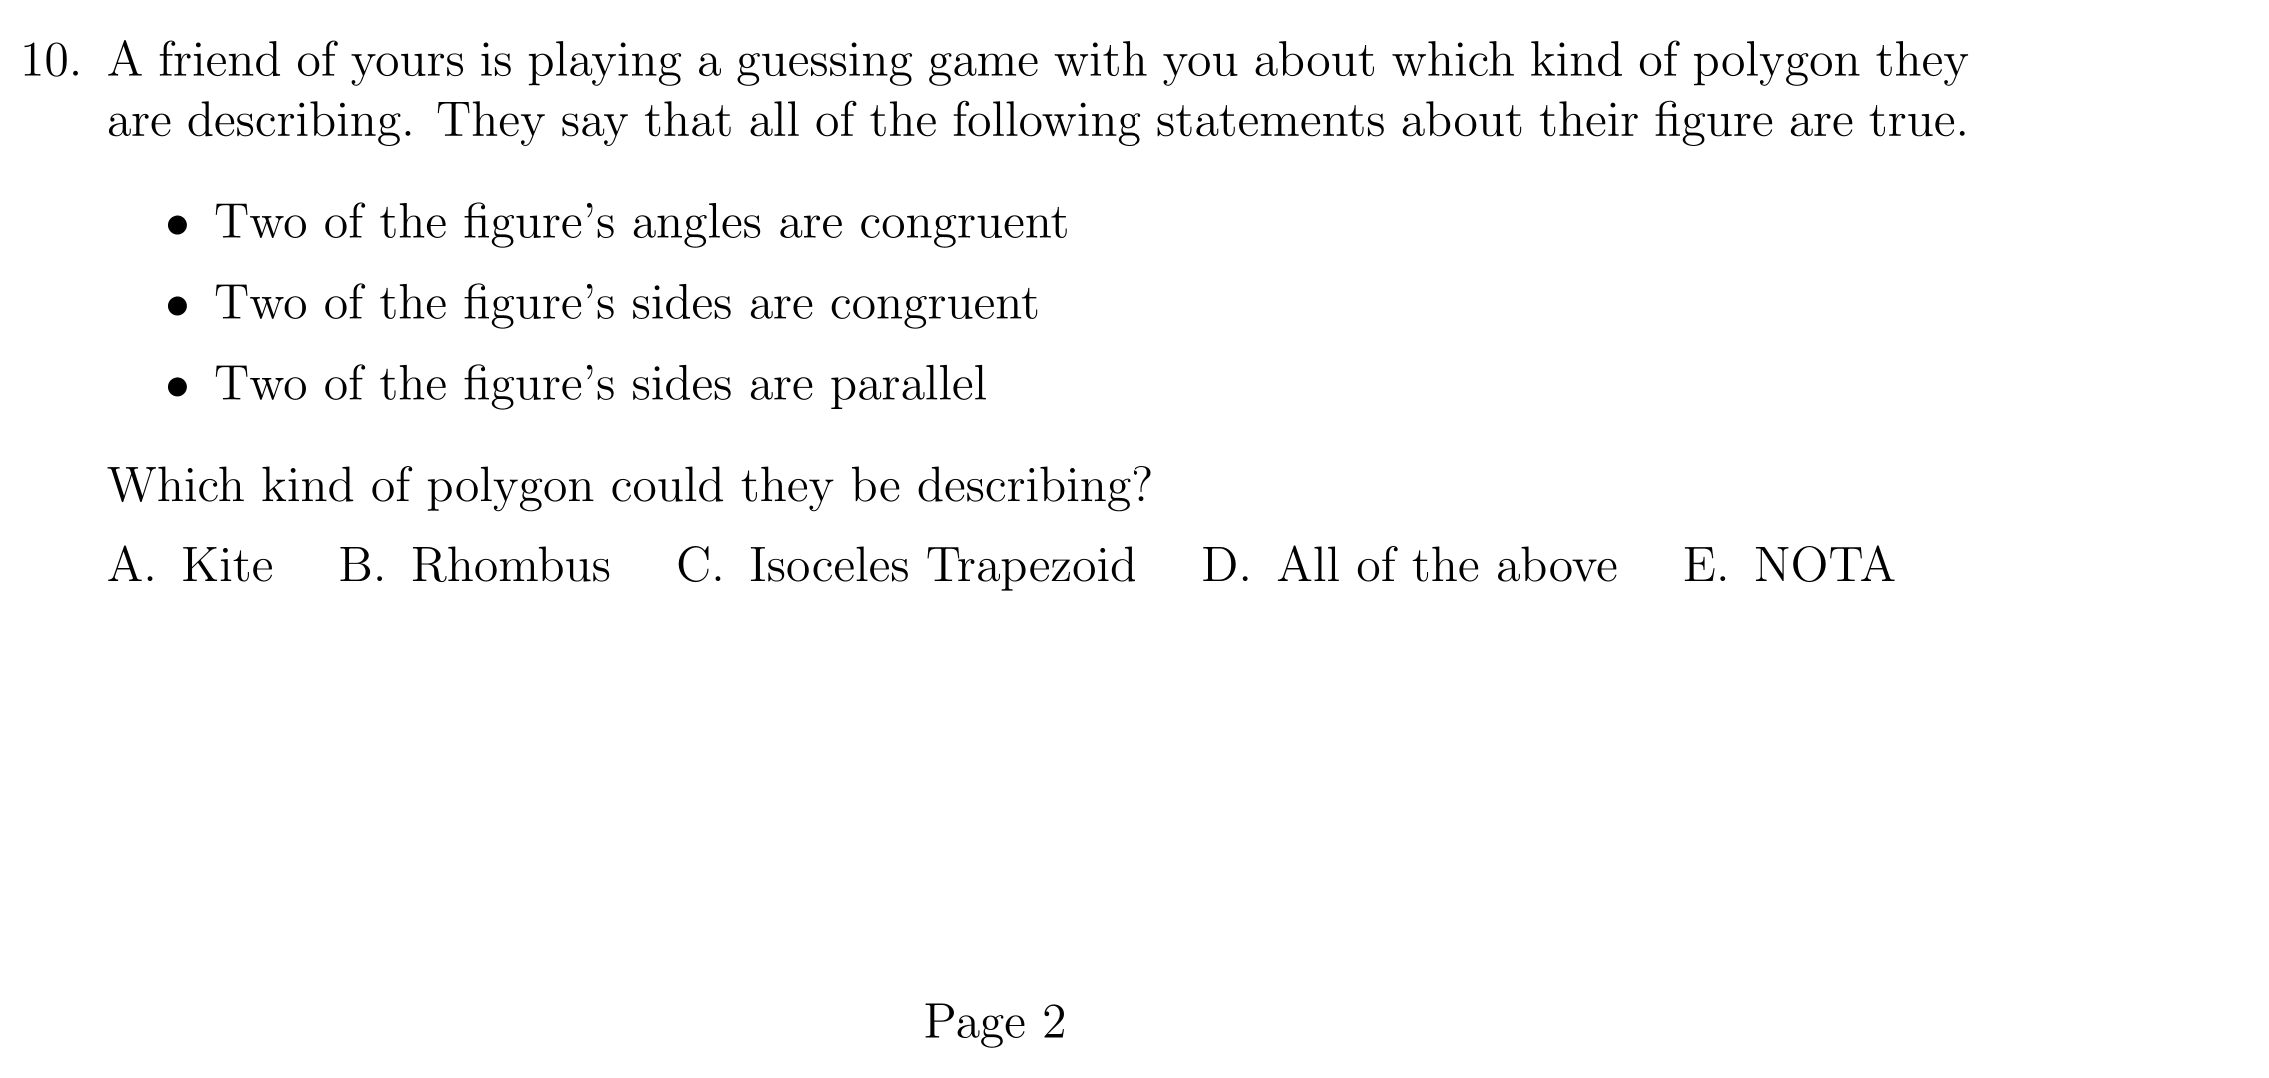 10. A friend of yours is playing a guessing game with you about which kind of polygon they
are describing. They say that all of the following statements about their figure are true.
• Two of the figure's angles are congruent
• Two of the figure's sides are congruent
• Two of the figure's sides are parallel
Which kind of polygon could they be describing?
A. Kite B. Rhombus C. Isoceles Trapezoid D. All of the above E. NOTA
Page 2